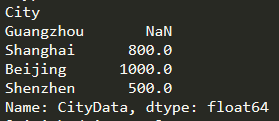 City
Guangzhou NaN
Shanghai 800.0
Beijing 1000.0
Shenzhen 500.0
Name: CityData, dtype: float64